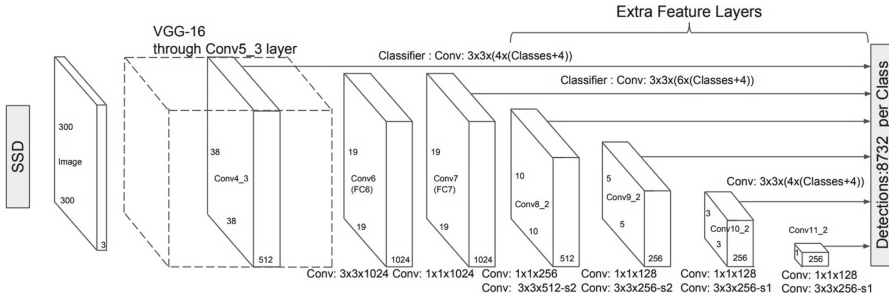 Extra Feature Layers
VGG-16
through Conv5_3 layer
Classifier : Conv: 3x3x(4x(Classes+4))
Classifier : Conv: 3x3x(6x(Classes+4))
SSD
300
Image
300
3
38
Conv4_3
38
512
19
Conv6
(FC6)
19
1024
19
Conv7
(FC7)
19
1024
10
Conv8_2
10
512
5
Conv9_2
5
256
Conv: 3x3x(4x(Classes+4))
3
Conv10_2
3
256
Conv11_2
1
256
Detections:8732 per Class
Conv: 3x3x1024
Conv: 1x1x1024
Conv: 1x1x256
Conv: 3x3x512-s2
Conv: 1x1x128
Conv: 3x3x256-s2
Conv: 1x1x128
Conv: 3x3x256-s1
Conv: 1x1x128
Conv: 3x3x256-s1